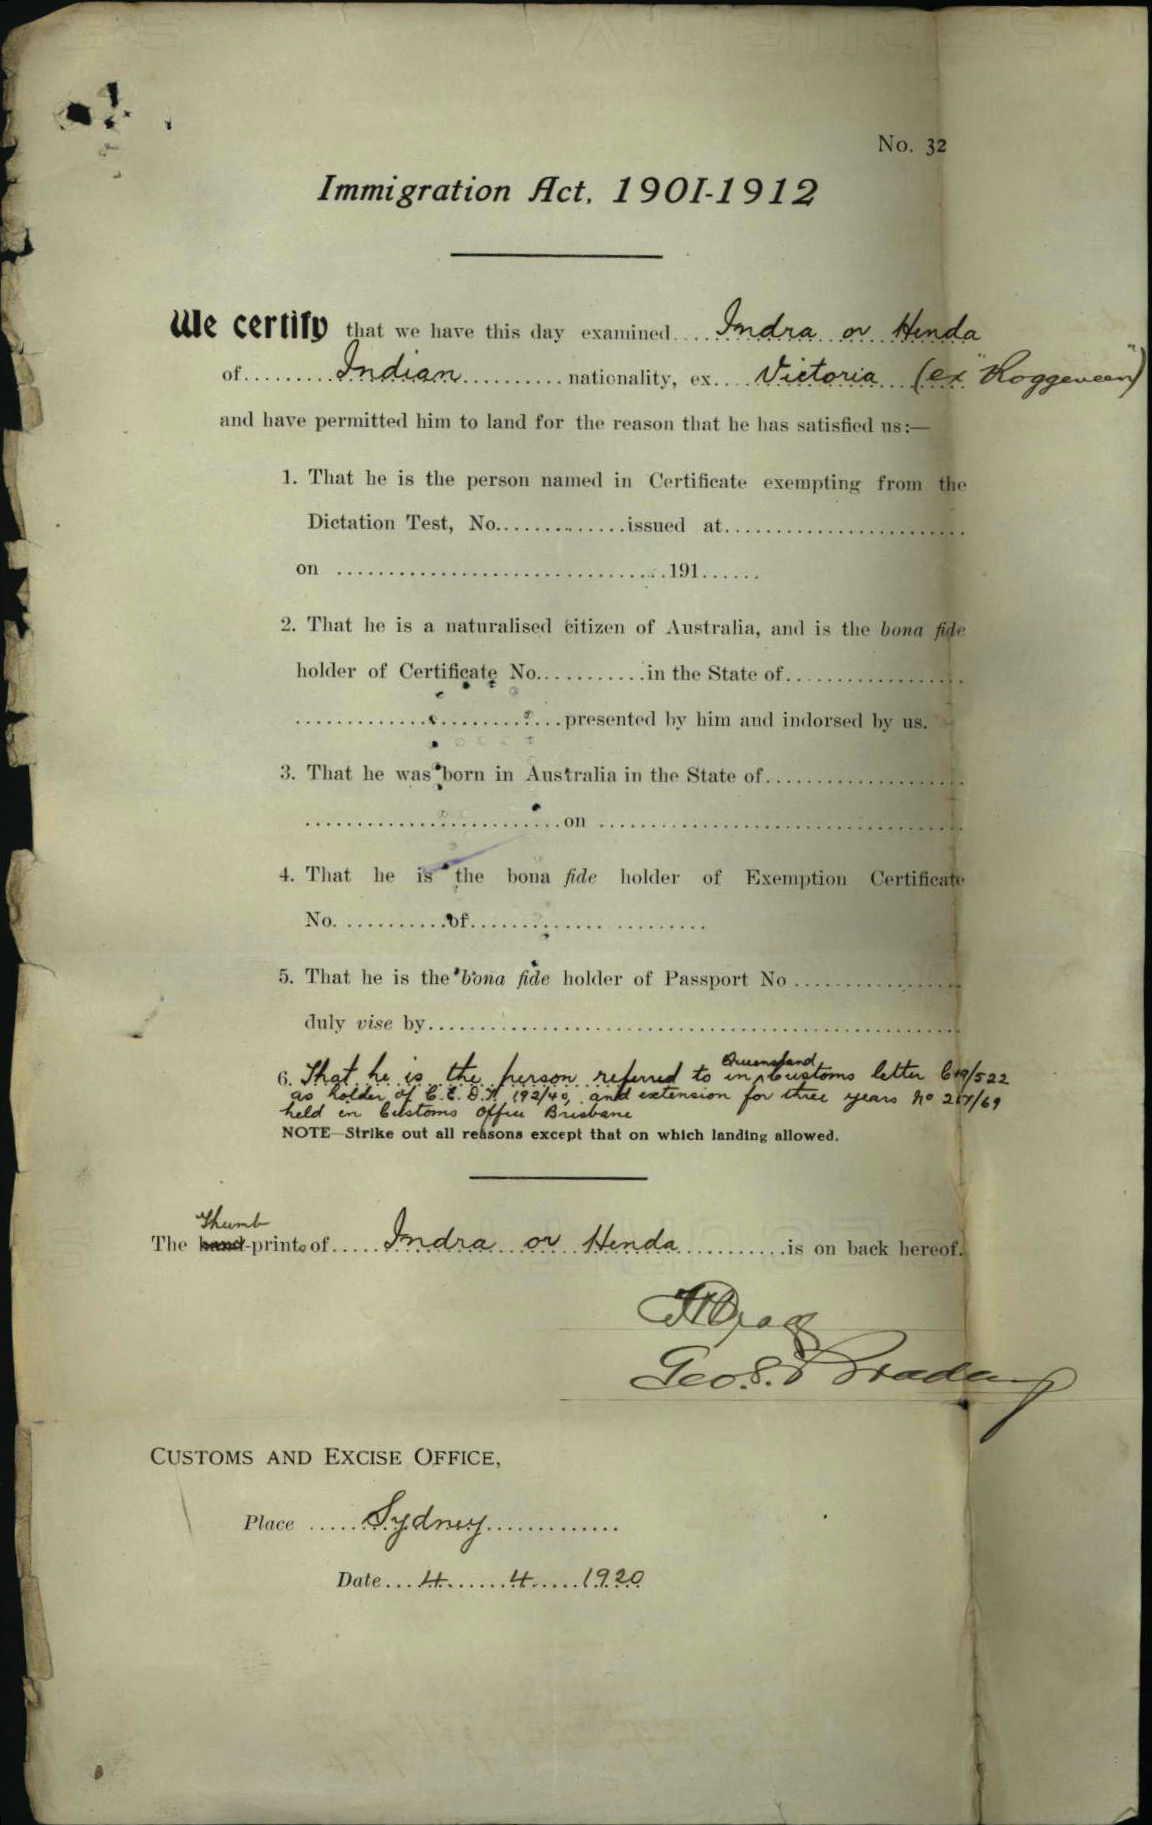 No. 32
Immigration Act, 1901-1912
We certify that we have this day examined.... Indra or Henda
of.......... Indian .......... nationality, ex.... Victoria (ex "Roggeveen")
and have permitted him to land for the reason that he has satisfied us:—
1. That he is the person named in Certificate exempting from the
Dictation Test, No.............issued at........................
on .................................191......
2. That he is a naturalised citizen of Australia, and is the bona fide
holder of Certificate No...........in the State of..................
..........................presented by him and indorsed by us.
3. That he was born in Australia in the State of....................
.........................on ....................................
4. That he is the bona fide holder of Exemption Certificate
No. ..........of............. .........
5. That he is the bona fide holder of Passport No .................
duly vise by....................................................
Queensland
6. That he is the person referred to in Customs letter C19/522
as holder of C.E.D.T. 192/40, and extension for three years No 217/69
held in Customs Office Brisbane
NOTE—Strike out all reasons except that on which landing allowed.
Thumb
The hand-prints of..... Indra or Henda ..........is on back hereof.
Geo. S.
CUSTOMS AND EXCISE OFFICE,
Place ..... Sydney .............
Date... 4 ....... 4 ..... 1920